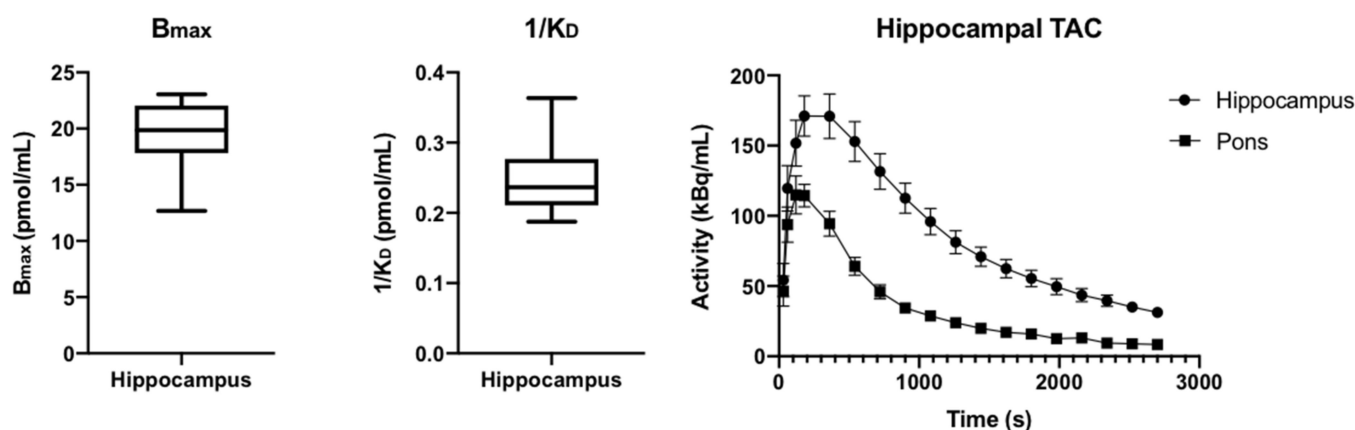 Bmax
Bmax (pmol/mL)
25
20
15
10
5
0
Hippocampus
1/KD
1/KD (pmol/mL)
0.4
0.3
0.2
0.1
0.0
Hippocampus
Hippocampal TAC
Activity (kBq/mL)
200
150
100
50
0
0 1000 2000 3000
Time (s)
Hippocampus
Pons